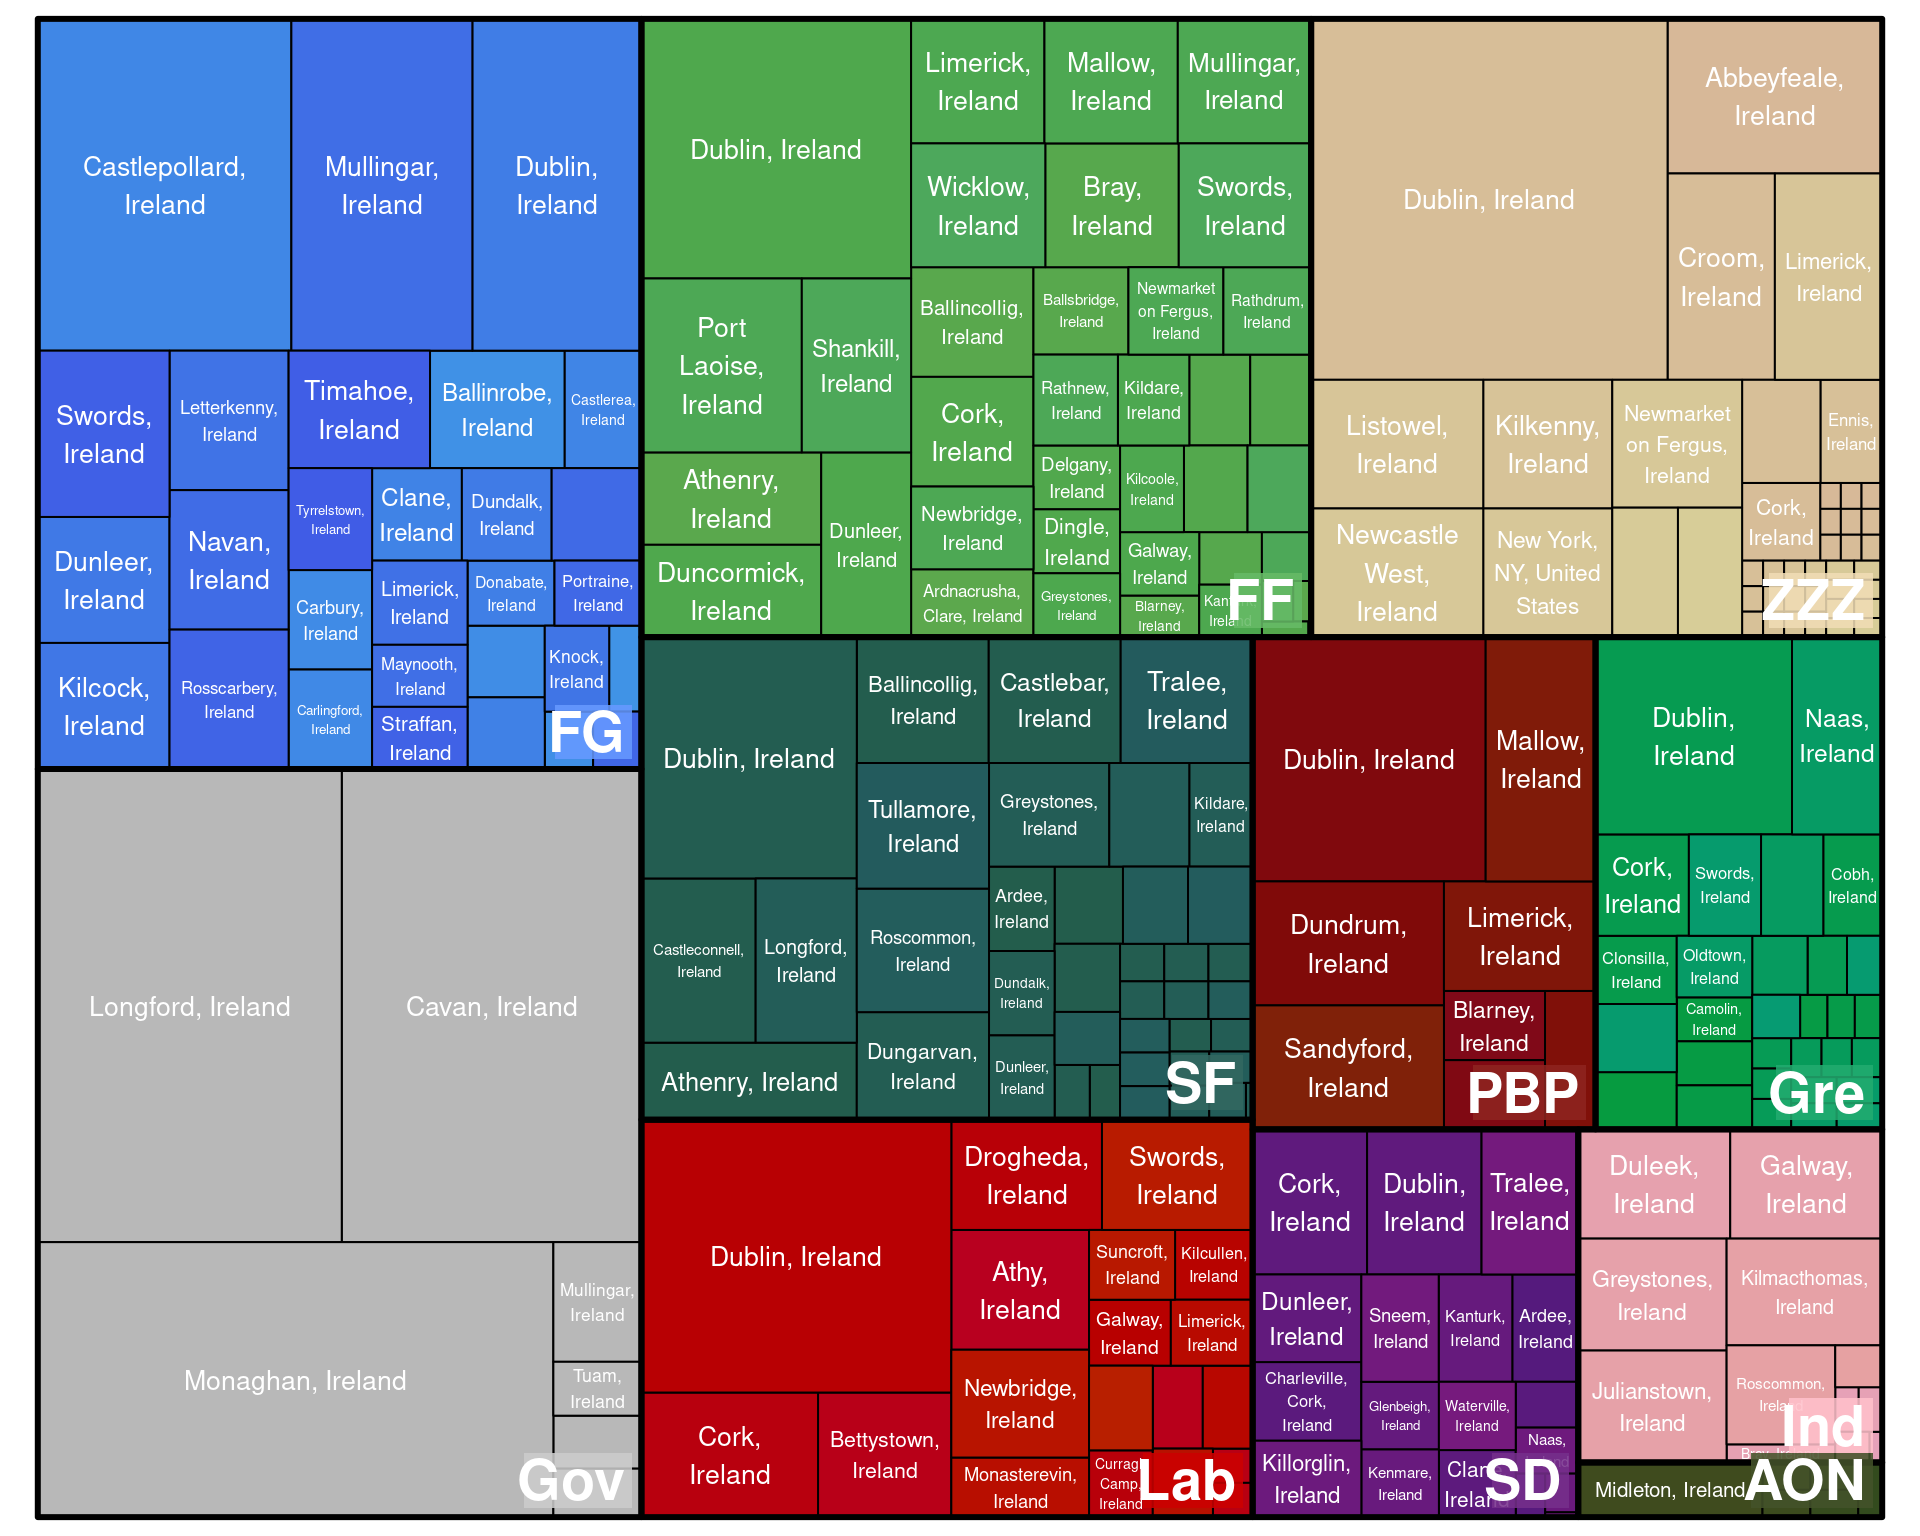 Castlepollard,
Ireland
Mullingar,
Ireland
Dublin,
Ireland
Swords,
Ireland
Letterkenny,
Ireland
Timahoe,
Ireland
Ballinrobe,
Ireland
Castlerea,
Ireland
Dunleer,
Ireland
Navan,
Ireland
Tyrrelstown,
Ireland
Clane,
Ireland
Dundalk,
Ireland
Kilcock,
Ireland
Rosscarbery,
Ireland
Carbury,
Ireland
Carlingford,
Ireland
Limerick,
Ireland
Donabate,
Ireland
Portraine,
Ireland
Maynooth,
Ireland
Straffan,
Ireland
Knock,
Ireland
FG
Longford, Ireland
Cavan, Ireland
Monaghan, Ireland
Mullingar,
Ireland
Tuam,
Ireland
Gov
Dublin, Ireland
Limerick,
Ireland
Mallow,
Ireland
Mullingar,
Ireland
Wicklow,
Ireland
Bray,
Ireland
Swords,
Ireland
Port
Laoise,
Ireland
Shankill,
Ireland
Athenry,
Ireland
Duncormick,
Ireland
Dunleer,
Ireland
Ballincollig,
Ireland
Cork,
Ireland
Newbridge,
Ireland
Ardnacrusha,
Clare, Ireland
Ballsbridge,
Ireland
Newmarket
on Fergus,
Ireland
Rathdrum,
Ireland
Rathnew,
Ireland
Kildare,
Ireland
Delgany,
Ireland
Dingle,
Ireland
Greystones,
Ireland
Kilcoole,
Ireland
Galway,
Ireland
Blarney,
Ireland
Ireland
FF
Dublin, Ireland
Abbeyfeale,
Ireland
Croom,
Ireland
Limerick,
Ireland
Listowel,
Ireland
Kilkenny,
Ireland
Newmarket
on Fergus,
Ireland
Ennis,
Ireland
Cork,
Ireland
Newcastle
West,
Ireland
New York,
NY, United
States
ZZZ
Dublin, Ireland
Ballincollig,
Ireland
Castlebar,
Ireland
Tralee,
Ireland
Tullamore,
Ireland
Greystones,
Ireland
Kildare,
Ireland
Castleconnell,
Ireland
Longford,
Ireland
Athenry, Ireland
Roscommon,
Ireland
Dungarvan,
Ireland
Ardee,
Ireland
Dundalk,
Ireland
Dunleer,
Ireland
SF
Dublin, Ireland
Mallow,
Ireland
Dundrum,
Ireland
Limerick,
Ireland
Sandyford,
Ireland
Blarney,
Ireland
PBP
Dublin,
Ireland
Naas,
Ireland
Cork,
Ireland
Swords,
Ireland
Cobh,
Ireland
Clonsilla,
Ireland
Oldtown,
Ireland
Camolin,
Ireland
Gre
Dublin, Ireland
Drogheda,
Ireland
Swords,
Ireland
Athy,
Ireland
Suncroft,
Ireland
Kilcullen,
Ireland
Galway,
Ireland
Limerick,
Ireland
Cork,
Ireland
Bettystown,
Ireland
Newbridge,
Ireland
Monasterevin,
Ireland
Curragh
Camp,
Ireland
Lab
Cork,
Ireland
Dublin,
Ireland
Tralee,
Ireland
Dunleer,
Ireland
Sneem,
Ireland
Kanturk,
Ireland
Ardee,
Ireland
Charleville,
Cork,
Ireland
Glenbeigh,
Ireland
Waterville,
Ireland
Naas,
Killorglin,
Ireland
Kenmare,
Ireland
Clane,
Ireland
SD
Duleek,
Ireland
Galway,
Ireland
Greystones,
Ireland
Kilmacthomas,
Ireland
Julianstown,
Ireland
Roscommon,
Ireland
Ind
Midleton, Ireland
AON